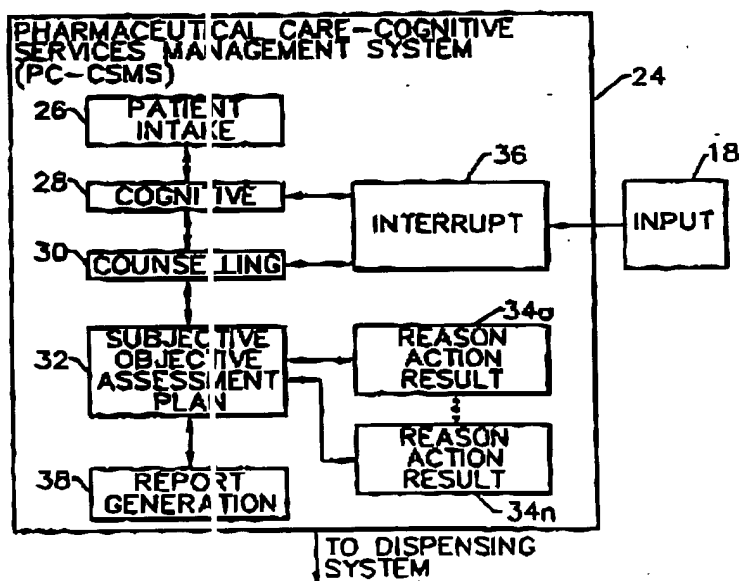 PHARMACEUTICAL CARE-COGNITIVE
SERVICES MANAGEMENT SYSTEM
(PC-CSMS)
24
26
PATIENT
INTAKE
28
COGNITIVE
36
INTERRUPT
18
INPUT
30
COUNSELLING
32
SUBJECTIVE
OBJECTIVE
ASSESSMENT
PLAN
34a
REASON
ACTION
RESULT
REASON
ACTION
RESULT
34n
38
REPORT
GENERATION
TO DISPENSING
SYSTEM